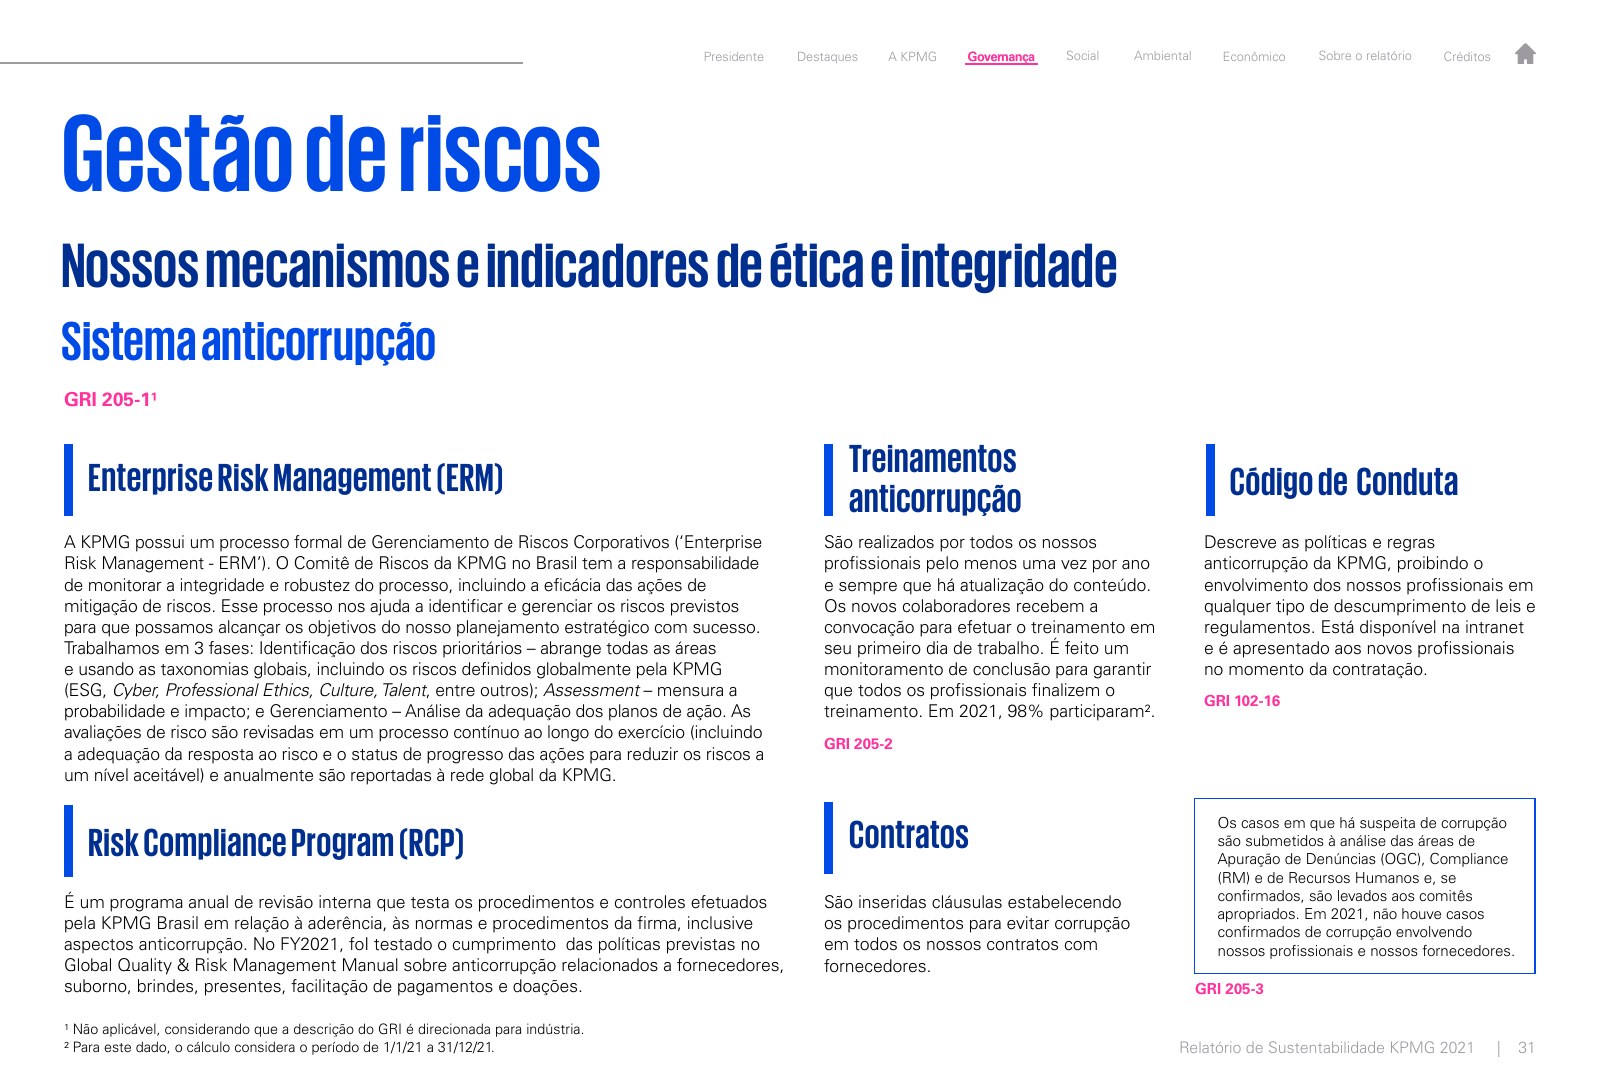 Presidente Destaques A KPMG Governança Social Ambiental Econômico Sobre o relatório Créditos
Gestão de riscos
Nossos mecanismos e indicadores de ética e integridade
Sistema anticorrupção
GRI 205-1¹
Enterprise Risk Management (ERM)
A KPMG possui um processo formal de Gerenciamento de Riscos Corporativos (‘Enterprise
Risk Management - ERM’). O Comitê de Riscos da KPMG no Brasil tem a responsabilidade
de monitorar a integridade e robustez do processo, incluindo a eficácia das ações de
mitigação de riscos. Esse processo nos ajuda a identificar e gerenciar os riscos previstos
para que possamos alcançar os objetivos do nosso planejamento estratégico com sucesso.
Trabalhamos em 3 fases: Identificação dos riscos prioritários – abrange todas as áreas
e usando as taxonomias globais, incluindo os riscos definidos globalmente pela KPMG
(ESG, Cyber, Professional Ethics, Culture, Talent, entre outros); Assessment – mensura a
probabilidade e impacto; e Gerenciamento – Análise da adequação dos planos de ação. As
avaliações de risco são revisadas em um processo contínuo ao longo do exercício (incluindo
a adequação da resposta ao risco e o status de progresso das ações para reduzir os riscos a
um nível aceitável) e anualmente são reportadas à rede global da KPMG.
Risk Compliance Program (RCP)
É um programa anual de revisão interna que testa os procedimentos e controles efetuados
pela KPMG Brasil em relação à aderência, às normas e procedimentos da firma, inclusive
aspectos anticorrupção. No FY2021, foI testado o cumprimento  das políticas previstas no
Global Quality & Risk Management Manual sobre anticorrupção relacionados a fornecedores,
suborno, brindes, presentes, facilitação de pagamentos e doações.
Treinamentos
anticorrupção
São realizados por todos os nossos
profissionais pelo menos uma vez por ano
e sempre que há atualização do conteúdo.
Os novos colaboradores recebem a
convocação para efetuar o treinamento em
seu primeiro dia de trabalho. É feito um
monitoramento de conclusão para garantir
que todos os profissionais finalizem o
treinamento. Em 2021, 98% participaram².
GRI 205-2
Contratos
São inseridas cláusulas estabelecendo
os procedimentos para evitar corrupção
em todos os nossos contratos com
fornecedores.
Código de Conduta
Descreve as políticas e regras
anticorrupção da KPMG, proibindo o
envolvimento dos nossos profissionais em
qualquer tipo de descumprimento de leis e
regulamentos. Está disponível na intranet
e é apresentado aos novos profissionais
no momento da contratação.
GRI 102-16
Os casos em que há suspeita de corrupção
são submetidos à análise das áreas de
Apuração de Denúncias (OGC), Compliance
(RM) e de Recursos Humanos e, se
confirmados, são levados aos comitês
apropriados. Em 2021, não houve casos
confirmados de corrupção envolvendo
nossos profissionais e nossos fornecedores.
GRI 205-3
¹ Não aplicável, considerando que a descrição do GRI é direcionada para indústria.
² Para este dado, o cálculo considera o período de 1/1/21 a 31/12/21.
Relatório de Sustentabilidade KPMG 2021 | 31